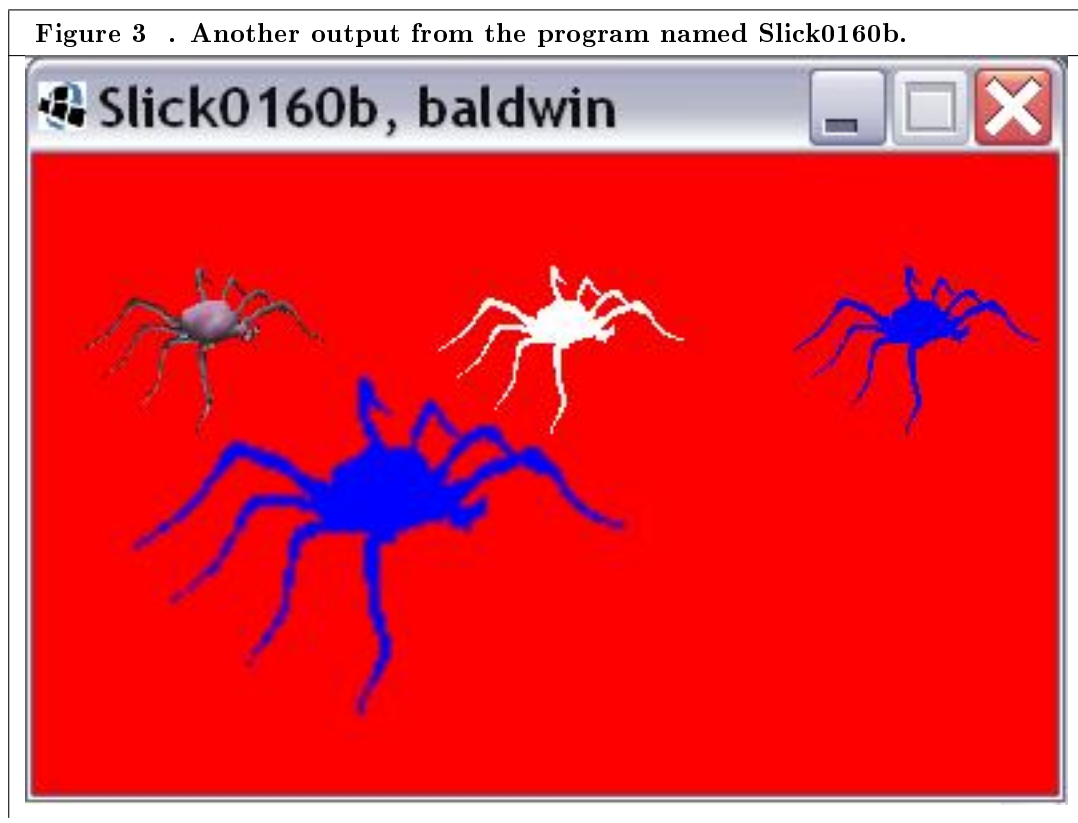 Figure 3 . Another output from the program named Slick0160b.
Slick0160b, baldwin